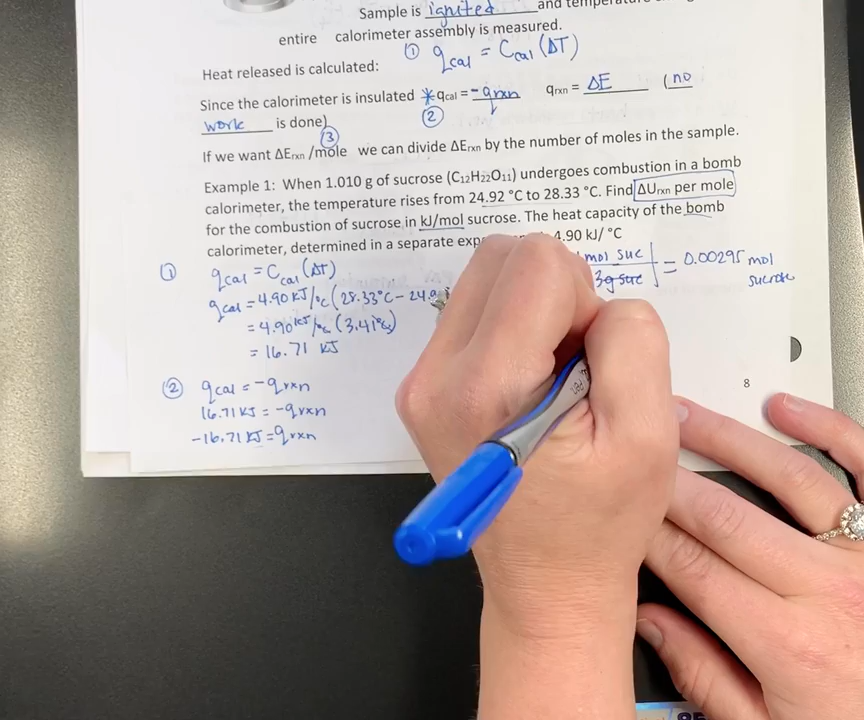 Sample is ignited and temperature
entire calorimeter assembly is measured.
Heat released is calculated: ① qcal = Ccal (ΔT)
Since the calorimeter is insulated * qcal = -qrxn qrxn = ΔE (no
② work is done)
③
If we want ΔErxn /mole we can divide ΔErxn by the number of moles in the sample.
Example 1: When 1.010 g of sucrose (C₁₂H₂₂O₁₁) undergoes combustion in a bomb
calorimeter, the temperature rises from 24.92 °C to 28.33 °C. Find ΔUrxn per mole
for the combustion of sucrose in kJ/mol sucrose. The heat capacity of the bomb
calorimeter, determined in a separate 4.90 kJ/ °C
① qcal = Ccal (ΔT)
mol suc = 0.00295 mol
3g suc sucrose
qcal = 4.90 KJ/°C (28.33°C - 24.9
= 4.90 KJ/°C (3.41°C)
= 16.71 KJ
② qcal = -qrxn
16.71 KJ = -qrxn
-16.71 KJ = qrxn
8